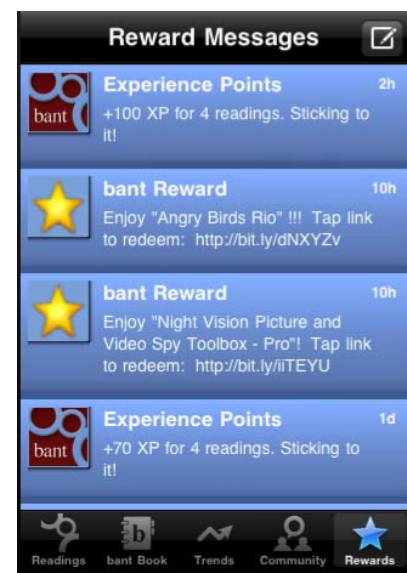 Reward Messages
Experience Points 2h
bant
+100 XP for 4 readings. Sticking to
it!
bant Reward 10h
Enjoy "Angry Birds Rio" !!! Tap link
to redeem: http://bit.ly/dNXYZv
bant Reward 10h
Enjoy "Night Vision Picture and
Video Spy Toolbox - Pro"! Tap link
to redeem: http://bit.ly/iiTEYU
Experience Points 1d
bant
+70 XP for 4 readings. Sticking to
it!
b
Readings bant Book Trends Community Rewards